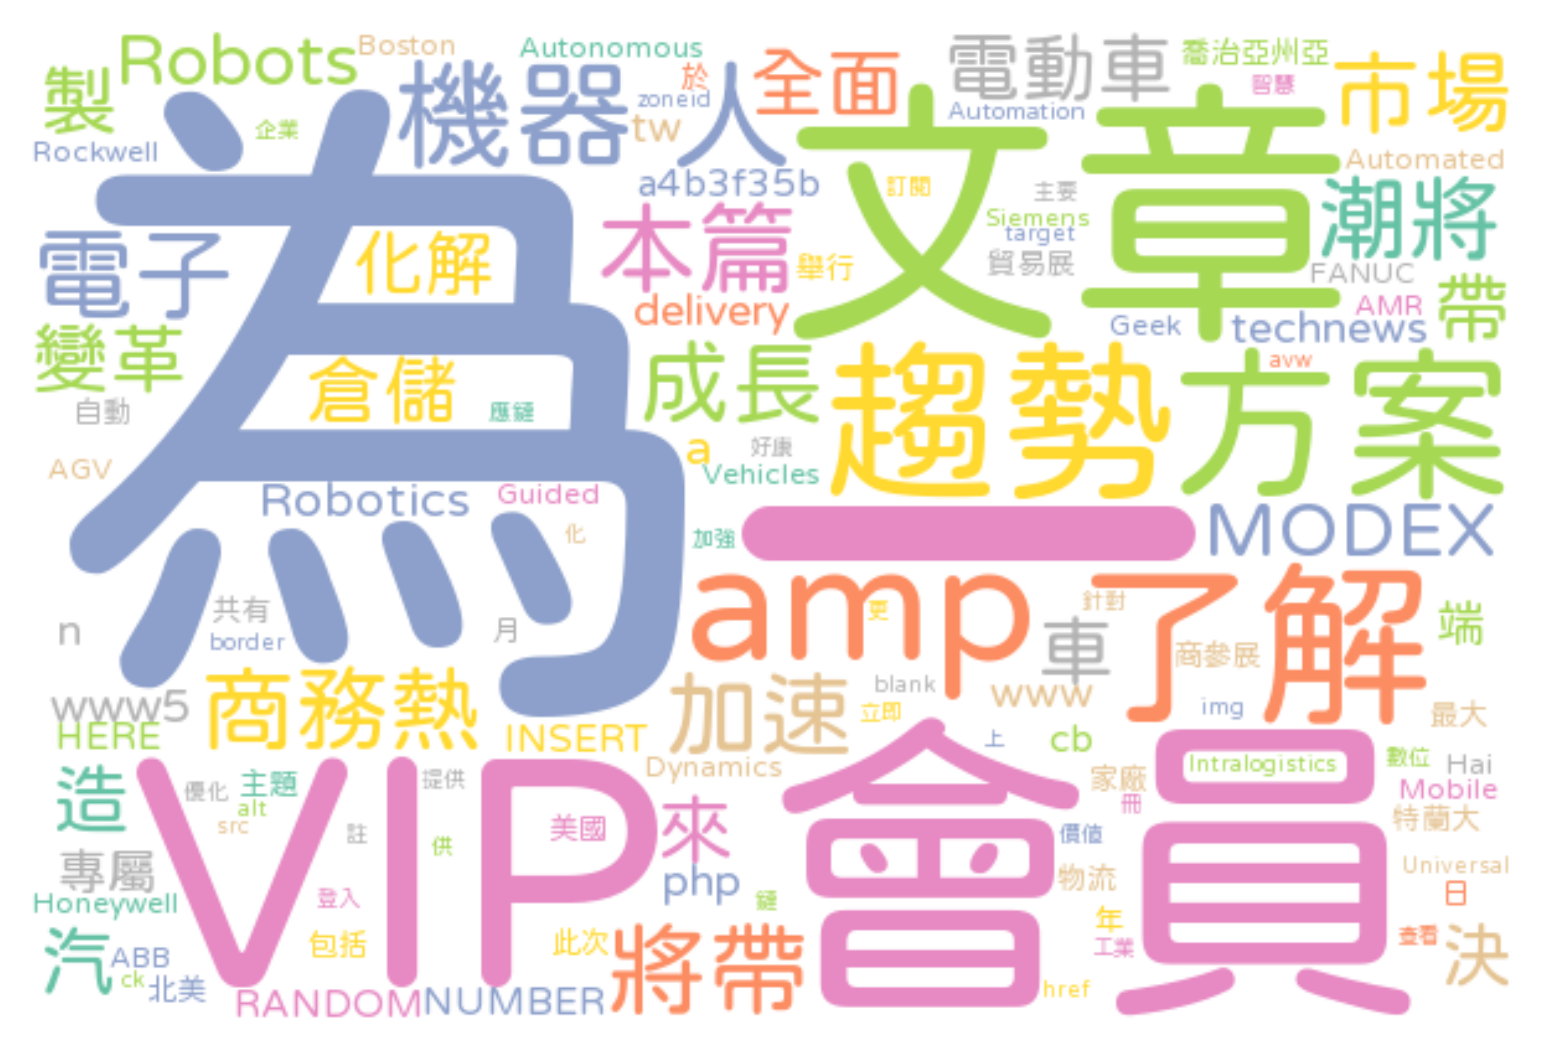 Robots
Boston
Autonomous
全面
電動車
喬治亞州亞
市場
製
機器人
於
zoneid
智慧
企業
tw
Automation
Rockwell
文章
Automated
為
a4b3f35b
訂閱
主要
潮將
Siemens
target
本篇
電子
化解
舉行
貿易展
FANUC
AMR
帶
delivery
Geek
technews
變革
成長
趨勢
avw
方案
倉儲
應鏈
自動
a
好康
AGV
Vehicles
Robotics
Guided
一
MODEX
化
加強
amp
了解
共有
更
針對
端
n
月
車
border
商參展
商務熱
加速
blank
www
www5
立即
img
最大
HERE
INSERT
上
cb
Dynamics
會員
Intralogistics
數位
Hai
造
VIP
優化
主題
提供
家廠
Mobile
alt
來
冊
特蘭大
src
註
美國
價值
供
專屬
php
物流
Universal
登入
鏈
日
Honeywell
年
汽
包括
此次
將帶
工業
查看
決
ABB
ck
北美
href
RANDOM
NUMBER